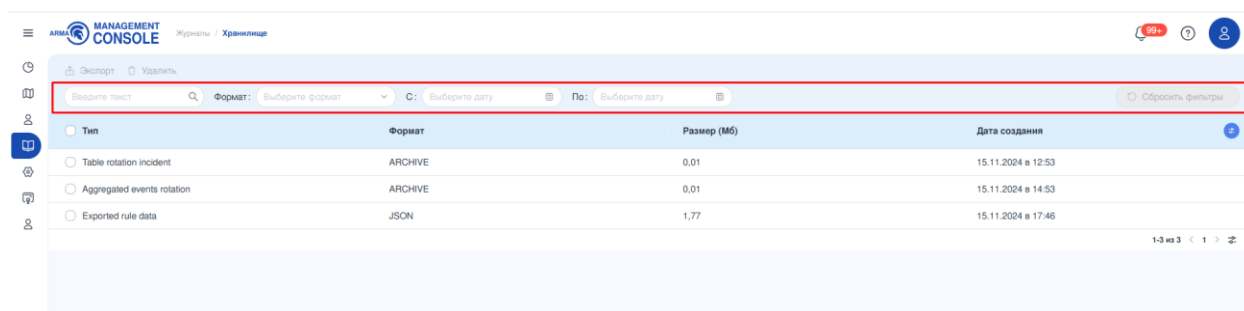 ARMA MANAGEMENT CONSOLE Журналы / Хранилище 99+
Экспорт Удалить
Введите текст Формат: Выберите формат С: Выберите дату По: Выберите дату Сбросить фильтры
Тип Формат Размер (Мб) Дата создания
Table rotation incident ARCHIVE 0,01 15.11.2024 в 12:53
Aggregated events rotation ARCHIVE 0,01 15.11.2024 в 14:53
Exported rule data JSON 1,77 15.11.2024 в 17:46
1-3 из 3 < 1 >